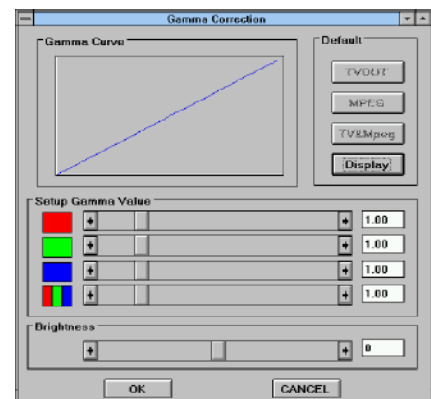 Gamma Correction
Gamma Curve
Default
TVOUT
MPEG
TV&Mpeg
Display
Setup Gamma Value
1.00
1.00
1.00
1.00
Brightness
0
OK
CANCEL